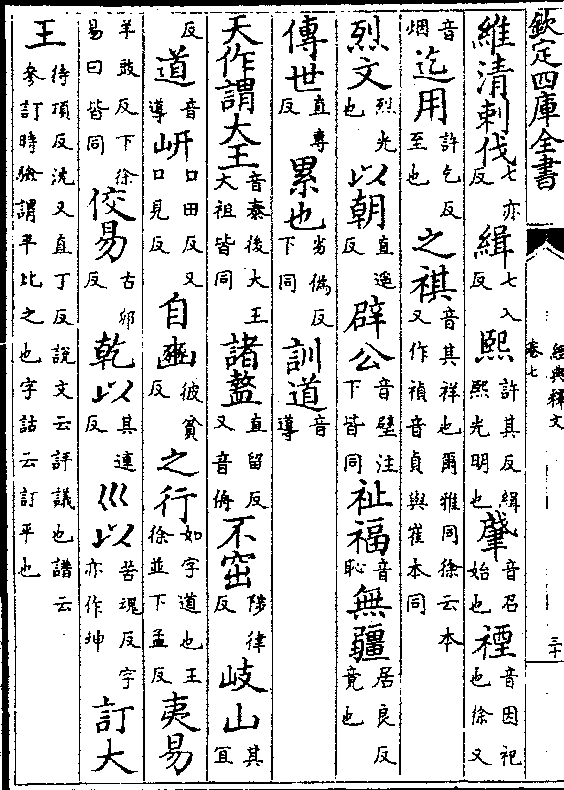 欽定四庫全書 經典釋文 卷七 三十
維清刺伐七亦反緝七入反熙許其反緝熙光明也肇音召始也禋音因祀也徐又
音烟迄用許乞反至也之祺音其祥也爾雅同徐云本又作禎音貞與崔本同
烈文烈光也以朝直遥反辟公音壁注下皆同祉福音恥無疆居良反竟也
傳世直專反累也劣偽反下同訓道音導
天作謂大王音泰後大王大祖皆同諸盩直留反又音侜不窋陟律反岐山其宜
反道音導岍口田反又口見反自豳彼貧反之行如字道也王徐並下孟反夷易
羊敢反下徐易曰皆同佼易古卯反乾以其連反巛以苦瑰反字亦作坤訂大
王待頂反沈又直丁反說文云評議也譜云參訂時驗謂平比之也字詁云訂平也